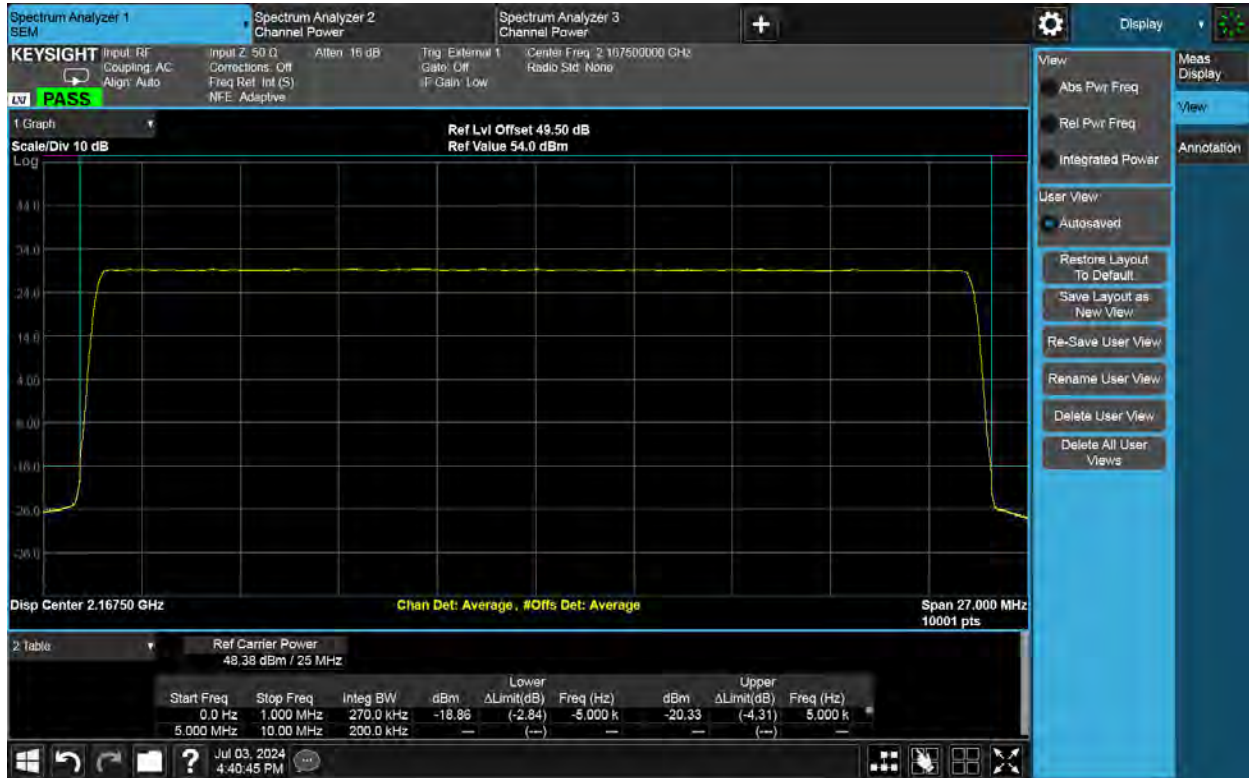 Spectrum Analyzer 1
SEM
Spectrum Analyzer 2
Channel Power
Spectrum Analyzer 3
Channel Power
+
Display
KEYSIGHT
Input: RF
Coupling: AC
Align: Auto
Input Z: 50 Ω
Corrections: Off
Freq Ref: Int (S)
NFE: Adaptive
Atten: 16 dB
Trig: External 1
Gate: Off
IF Gain: Low
Center Freq: 2.167500000 GHz
Radio Std: None
LXI
PASS
1 Graph
Scale/Div 10 dB
Log
Ref Lvl Offset 49.50 dB
Ref Value 54.0 dBm
44.0
34.0
24.0
14.0
4.00
-6.00
-16.0
-26.0
-36.0
Disp Center 2.16750 GHz
Chan Det: Average, #Offs Det: Average
Span 27.000 MHz
10001 pts
2 Table
Ref Carrier Power
48.38 dBm / 25 MHz
Lower Upper
Start Freq Stop Freq Integ BW dBm ΔLimit(dB) Freq (Hz) dBm ΔLimit(dB) Freq (Hz)
0.0 Hz 1.000 MHz 270.0 kHz -18.86 (-2.84) -5.000 k -20.33 (-4.31) 5.000 k
5.000 MHz 10.00 MHz 200.0 kHz — (---) — — (---) —
?
Jul 03, 2024
4:40:45 PM
View
Abs Pwr Freq
Rel Pwr Freq
Integrated Power
User View
Autosaved
Restore Layout
To Default
Save Layout as
New View
Re-Save User View
Rename User View
Delete User View
Delete All User
Views
Meas
Display
View
Annotation